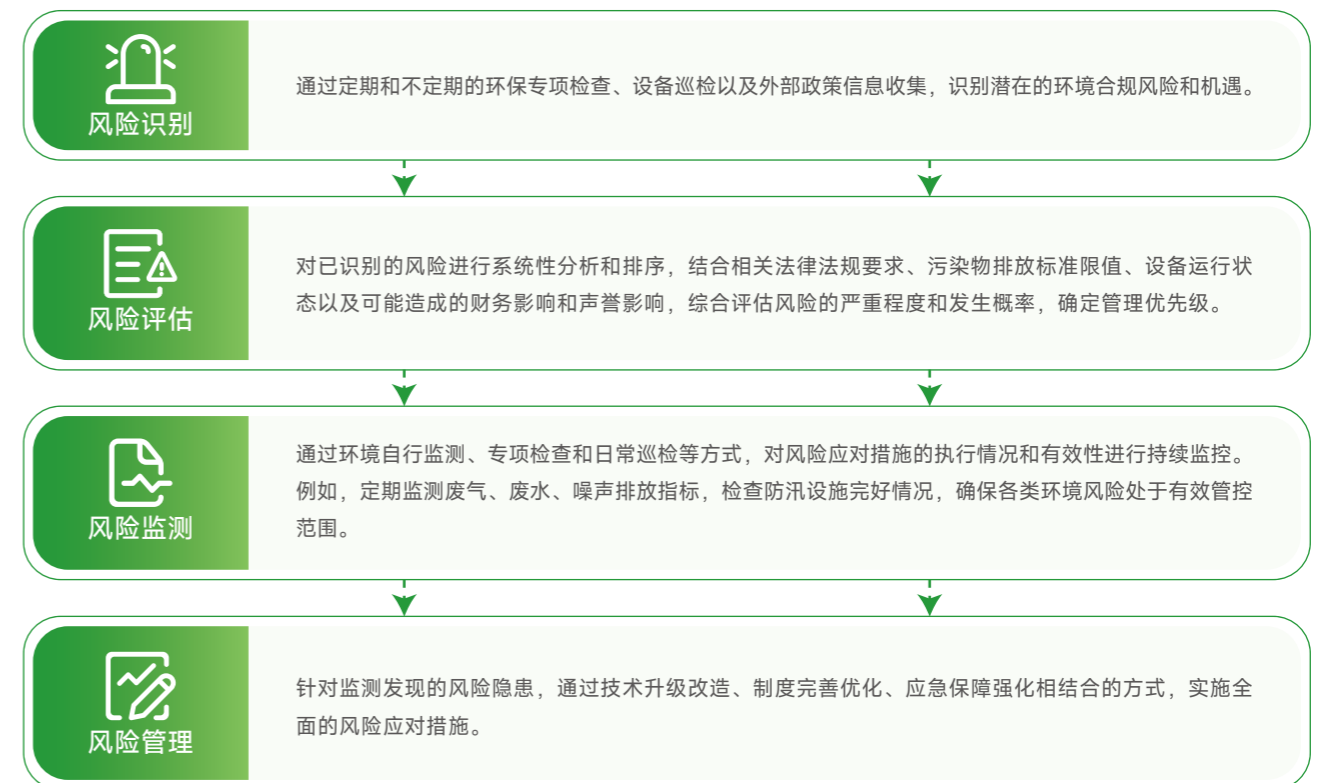 风险识别
通过定期和不定期的环保专项检查、设备巡检以及外部政策信息收集，识别潜在的环境合规风险和机遇。
风险评估
对已识别的风险进行系统性分析和排序，结合相关法律法规要求、污染物排放标准限值、设备运行状
态以及可能造成的财务影响和声誉影响，综合评估风险的严重程度和发生概率，确定管理优先级。
风险监测
通过环境自行监测、专项检查和日常巡检等方式，对风险应对措施的执行情况和有效性进行持续监控。
例如，定期监测废气、废水、噪声排放指标，检查防汛设施完好情况，确保各类环境风险处于有效管控
范围。
风险管理
针对监测发现的风险隐患，通过技术升级改造、制度完善优化、应急保障强化相结合的方式，实施全
面的风险应对措施。